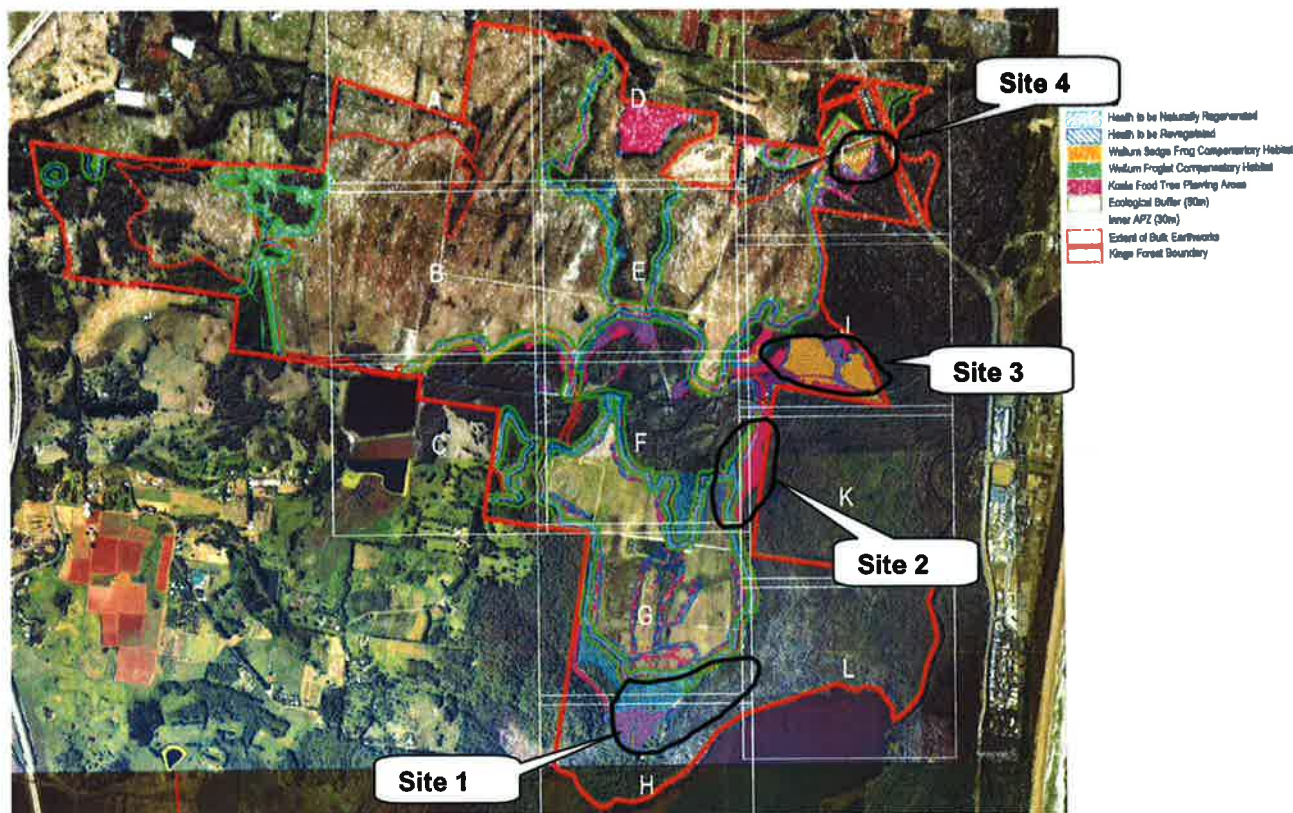 Site 4
Heath to be Naturally Regenerated
Heath to be Revegetated
Wallum Sedge Frog Compensatory Habitat
Wallum Froglet Compensatory Habitat
Koala Food Tree Planting Areas
Ecological Buffer (50m)
Inner APZ (30m)
Extent of Bulk Earthworks
Kings Forest Boundary
A
D
B
E
I
Site 3
C
F
K
Site 2
G
L
Site 1
H